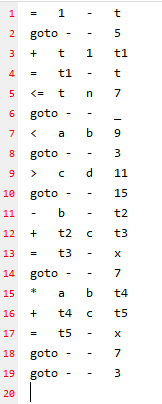 1 = 1 - t
2 goto - - 5
3 + t 1 t1
4 = t1 - t
5 <= t n 7
6 goto - - _
7 < a b 9
8 goto - - 3
9 > c d 11
10 goto - - 15
11 - b - t2
12 + t2 c t3
13 = t3 - x
14 goto - - 7
15 * a b t4
16 + t4 c t5
17 = t5 - x
18 goto - - 7
19 goto - - 3
20